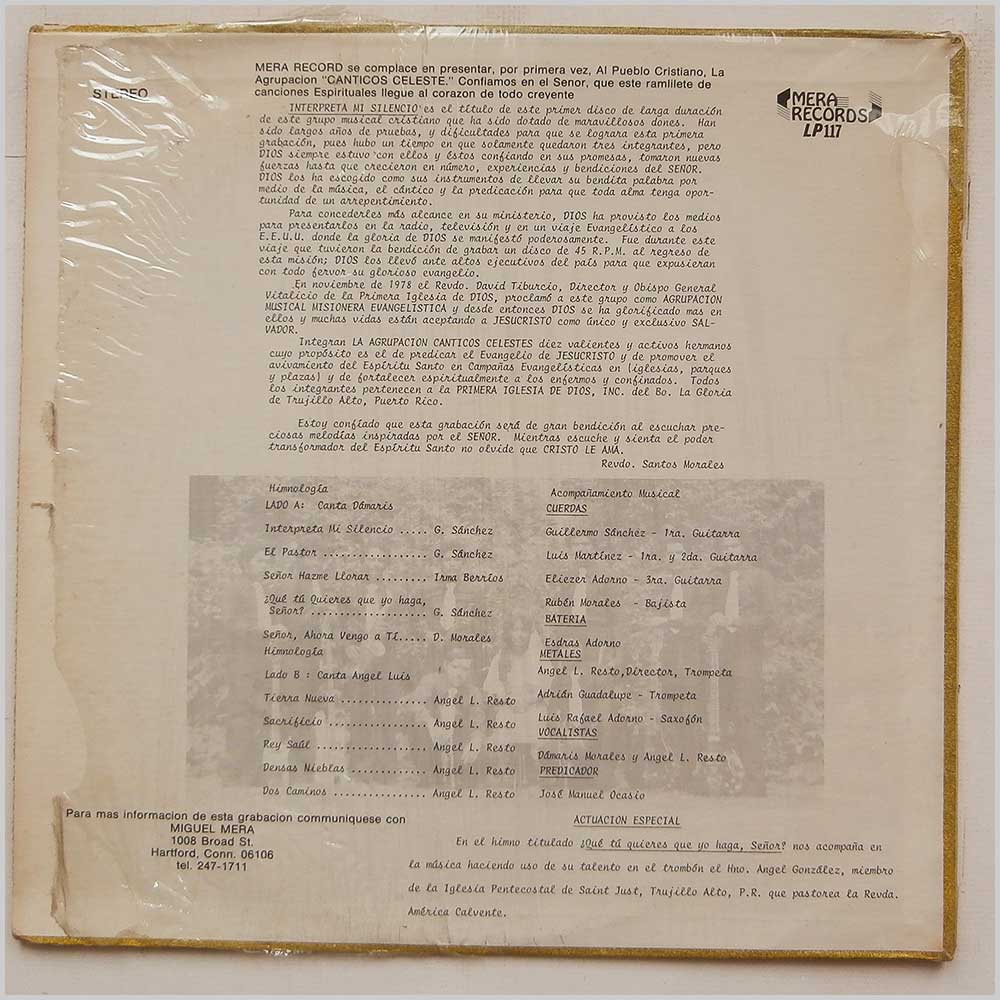 MERA RECORD se complace en presentar, por primera vez, Al Pueblo Cristiano, La
Agrupacion "CANTICOS CELESTE." Confiamos en el Senor, que este ramlilete de
canciones Espirituales llegue al corazon de todo creyente
STEREO
MERA
RECORDS
LP117
INTERPRETA MI SILENCIO es el título de este primer disco de larga duración
de este grupo musical cristiano que ha sido dotado de maravillosos dones. Han
sido largos años de pruebas, y dificultades para que se lograra esta primera
grabación, pues hubo un tiempo en que solamente quedaron tres integrantes, pero
DIOS siempre estuvo con ellos y éstos confiando en sus promesas, tomaron nuevas
fuerzas hasta que crecieron en número, experiencias y bendiciones del SEÑOR.
DIOS los ha escogido como sus instrumentos de llevar su bendita palabra por
medio de la música, el cántico y la predicación para que toda alma tenga opor-
tunidad de un arrepentimiento.
Para concederles más alcance en su ministerio, DIOS ha provisto los medios
para presentarlos en la radio, televisión y en un viaje Evangelístico a los
E.E.U.U. donde la gloria de DIOS se manifestó poderosamente. Fue durante este
viaje que tuvieron la bendición de grabar un disco de 45 R.P.M. al regreso de
esta misión; DIOS los llevó ante altos ejecutivos del país para que expusieran
con todo fervor su glorioso evangelio.
En noviembre de 1978 el Revdo. David Tiburcio, Director y Obispo General
Vitalicio de la Primera Iglesia de DIOS, proclamó a este grupo como AGRUPACION
MUSICAL MISIONERA EVANGELISTICA y desde entonces DIOS se ha glorificado mas en
ellos y muchas vidas están aceptando a JESUCRISTO como único y exclusivo SAL-
VADOR.
Integran LA AGRUPACION CANTICOS CELESTES diez valientes y activos hermanos
cuyo propósito es el de predicar el Evangelio de JESUCRISTO y de promover el
avivamiento del Espíritu Santo en Campañas Evangelísticas en (iglesias, parques
y plazas) y de fortalecer espiritualmente a los enfermos y confinados. Todos
los integrantes pertenecen a la PRIMERA IGLESIA DE DIOS, INC. del Bo. La Gloria
de Trujillo Alto, Puerto Rico.
Estoy confiado que esta grabación será de gran bendición al escuchar pre-
ciosas melodías inspiradas por el SEÑOR. Mientras escuche y sienta el poder
transformador del Espíritu Santo no olvide que CRISTO LE AMA.
Revdo. Santos Morales
Himnología
LADO A: Canta Dámaris
Interpreta Mi Silencio ..... G. Sánchez
El Pastor ................ G. Sánchez
Señor Hazme Llorar ........ Irma Berríos
¿Qué tú Quieres que yo haga,
Señor? .................... G. Sánchez
Señor, Ahora Vengo a Tí..... D. Morales
Himnología
Lado B : Canta Angel Luis
Tierra Nueva .............. Angel L. Resto
Sacrificio ................ Angel L. Resto
Rey Saúl .................. Angel L. Resto
Densas Nieblas ............ Angel L. Resto
Dos Caminos ............... Angel L. Resto
Acompañamiento Musical
CUERDAS
Guillermo Sánchez - 1ra. Guitarra
Luis Martínez - 1ra. y 2da. Guitarra
Eliezer Adorno - 3ra. Guitarra
Rubén Morales - Bajista
BATERIA
Esdras Adorno
METALES
Angel L. Resto,Director, Trompeta
Adrián Guadalupe - Trompeta
Luis Rafael Adorno - Saxofón
VOCALISTAS
Dámaris Morales y Angel L. Resto
PREDICADOR
José Manuel Ocasio
Para mas informacion de esta grabacion communiquese con
MIGUEL MERA
1008 Broad St.
Hartford, Conn. 06106
tel. 247-1711
ACTUACION ESPECIAL
En el himno titulado ¿Qué tú quieres que yo haga, Señor? nos acompaña en
la música haciendo uso de su talento en el trombón el Hno. Angel González, miembro
de la Iglesia Pentecostal de Saint Just, Trujillo Alto, P.R. que pastorea la Revda.
América Calvente.